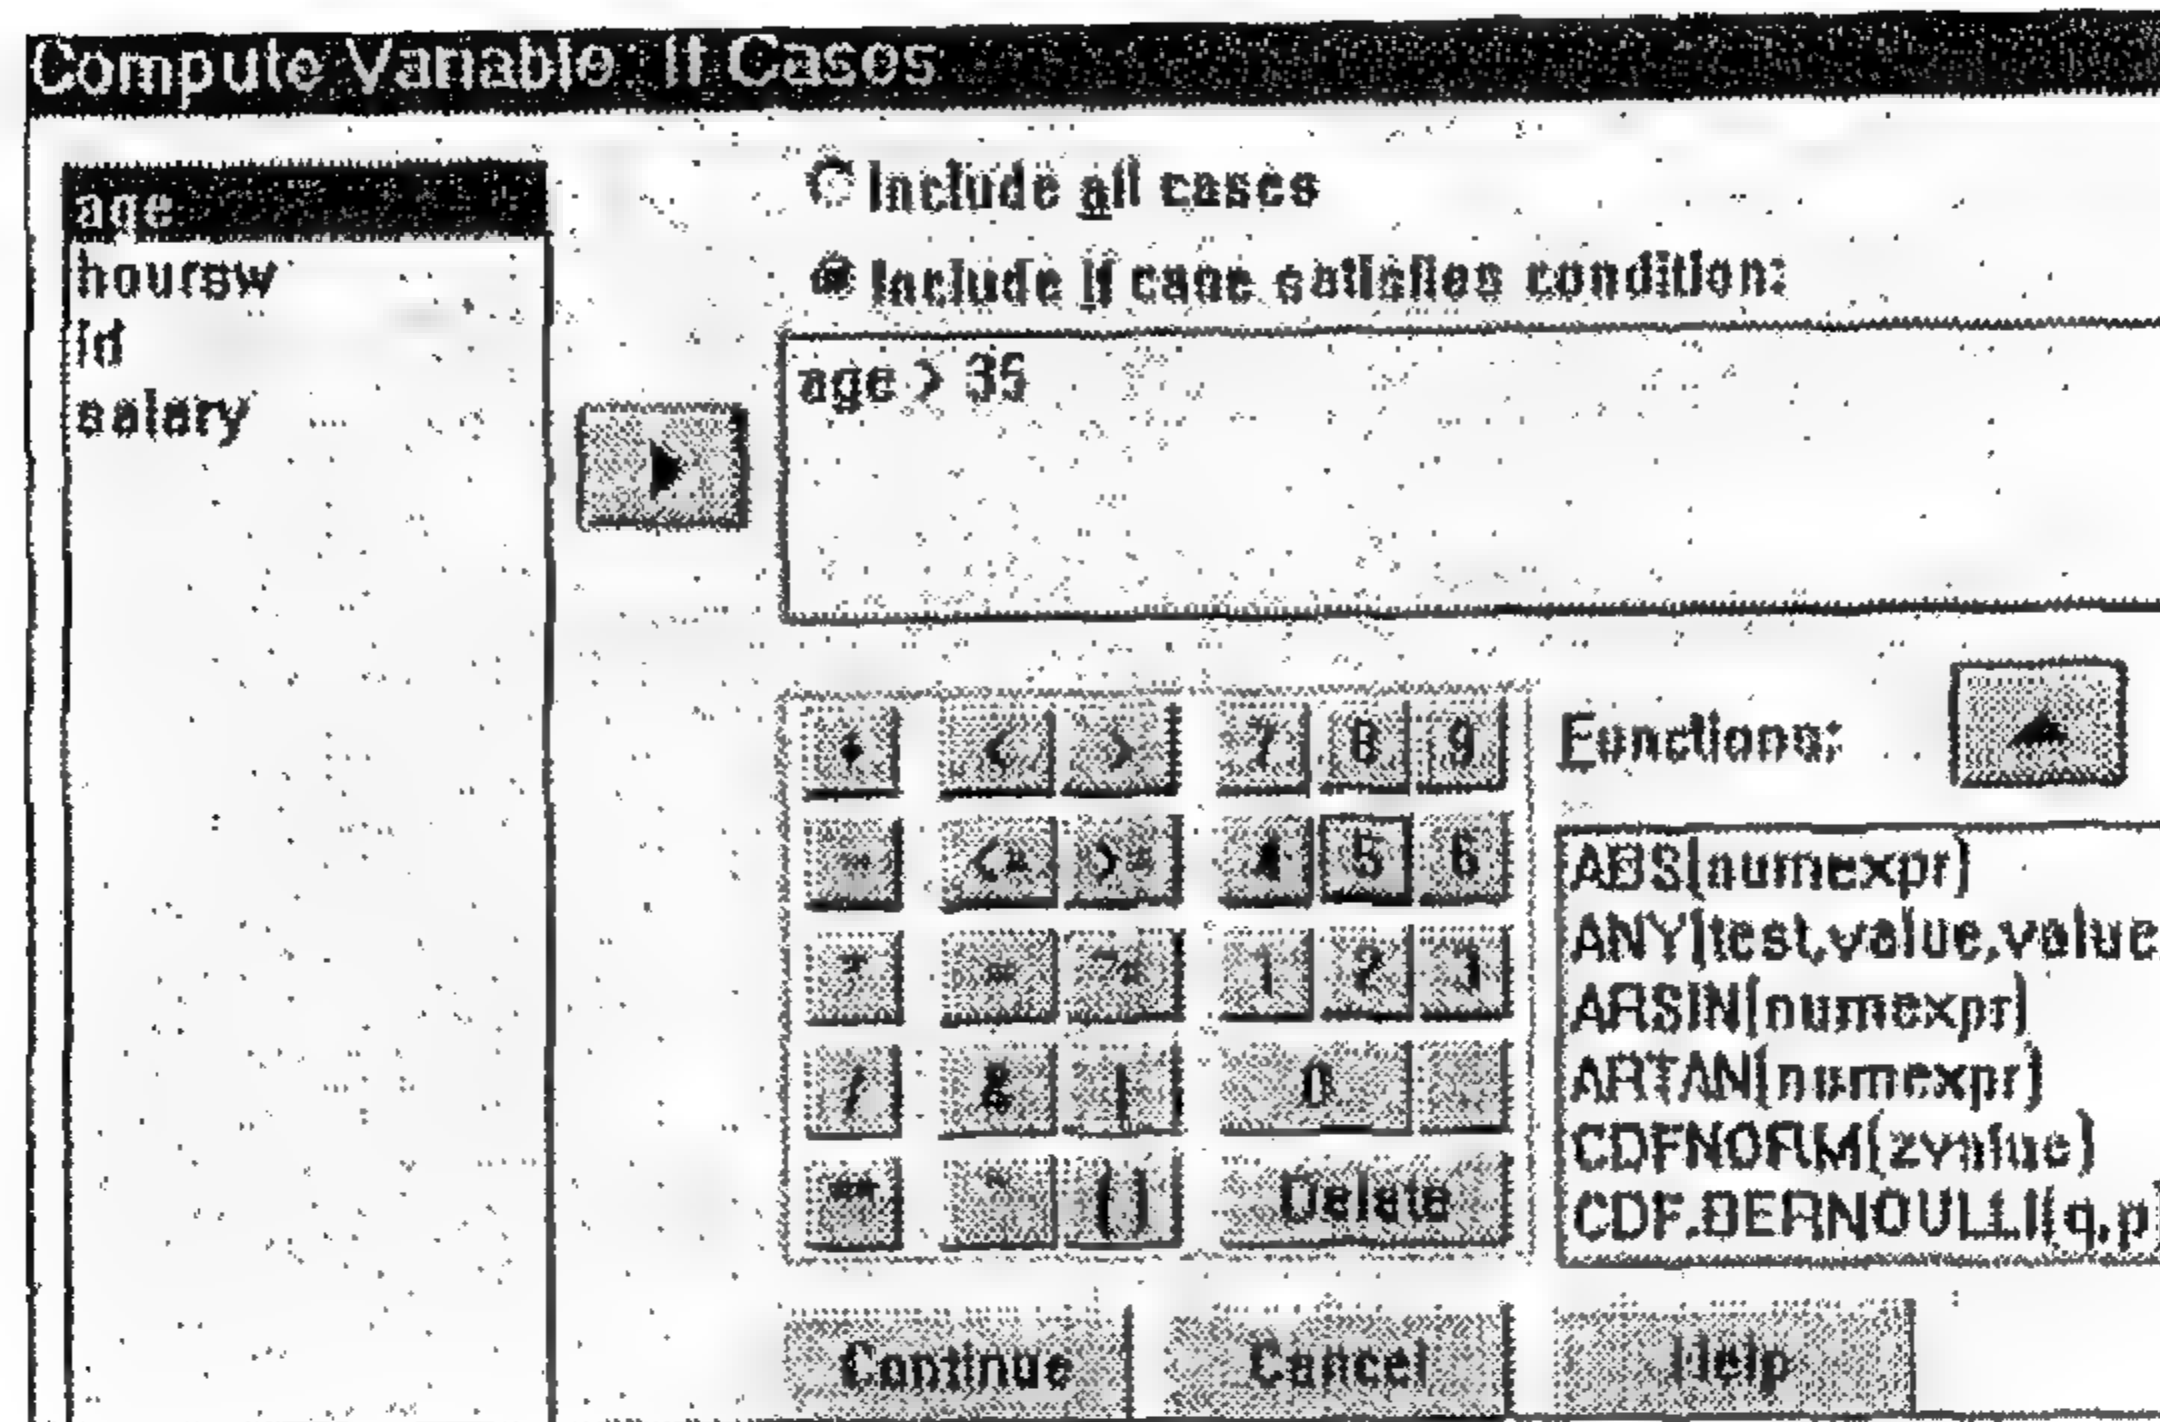 Compute Variable: If Cases
age
hoursw
id
salary
Include all cases
Include if case satisfies condition:
age > 35
+ < > 7 8 9
- <= >= 4 5 6
* = ~= 1 2 3
/ & | 0 .
** ~ () Delete
Functions:
ABS(numexpr)
ANY(test,value,value,
ARSIN(numexpr)
ARTAN(numexpr)
CDFNORM(zvalue)
CDF.BERNOULLI(q,p)
Continue Cancel Help